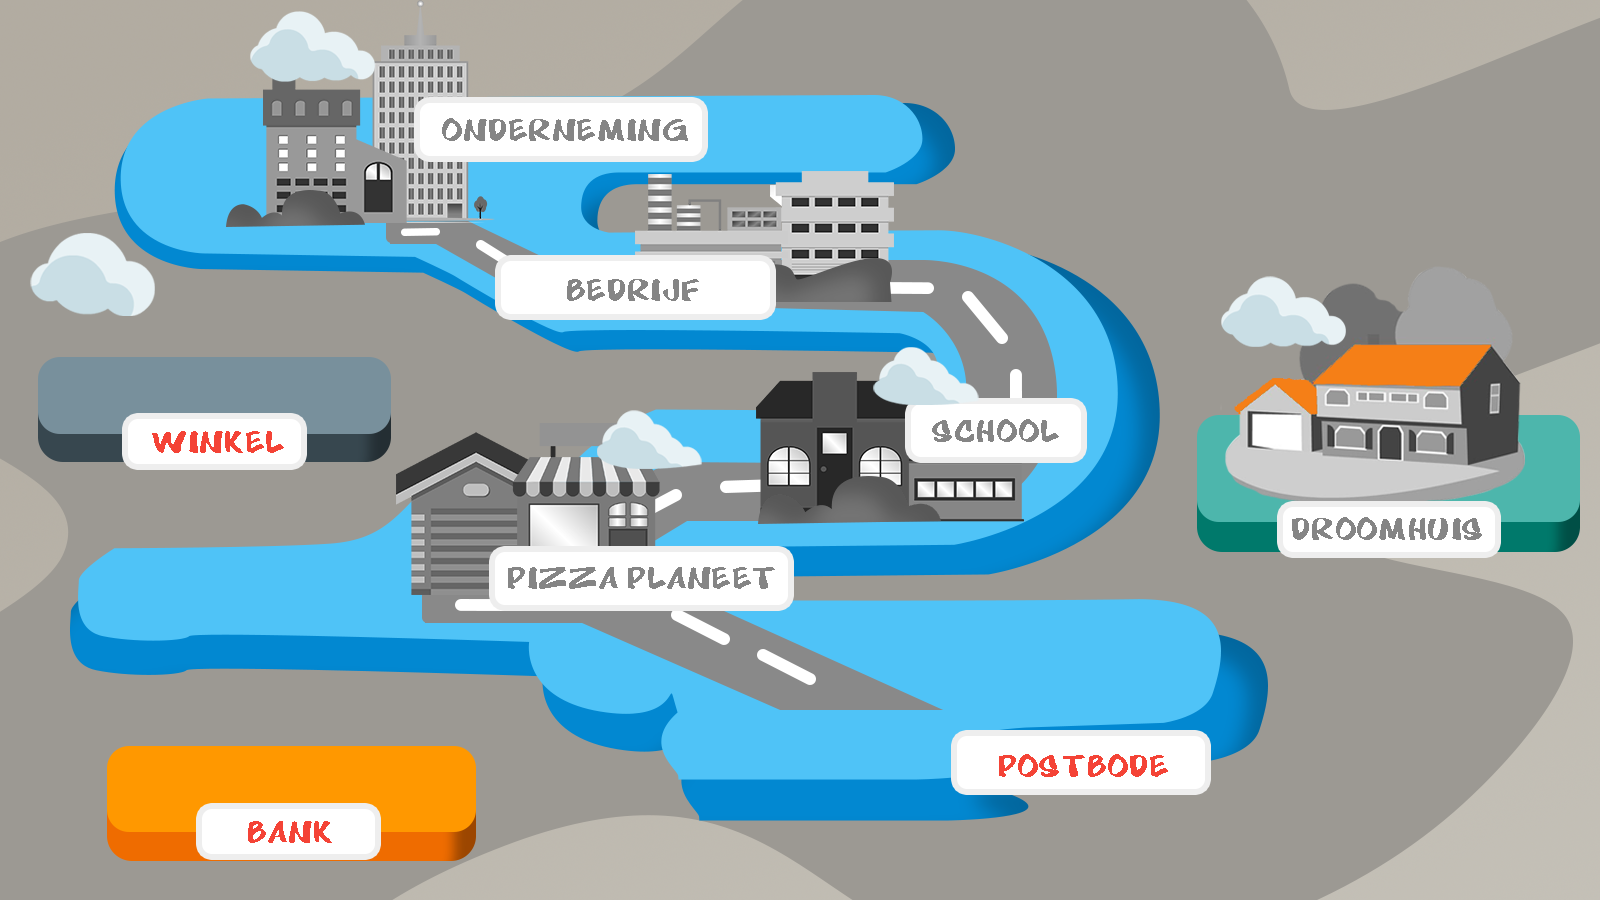 ONDERNEMING
BEDRIJF
SCHOOL
WINKEL
DROOMHUIS
PIZZA PLANEET
POSTBODE
BANK